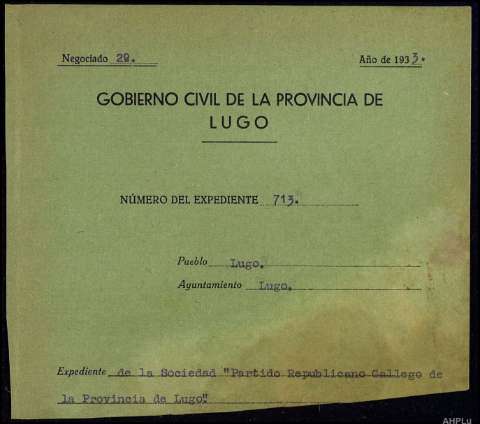 Negociado 29. Año de 1933.
GOBIERNO CIVIL DE LA PROVINCIA DE
LUGO
NÚMERO DEL EXPEDIENTE 713.
Pueblo Lugo.
Ayuntamiento Lugo.
Expediente de la Sociedad "Partido Republicano Gallego de
la Provincia de Lugo"
AHPLu